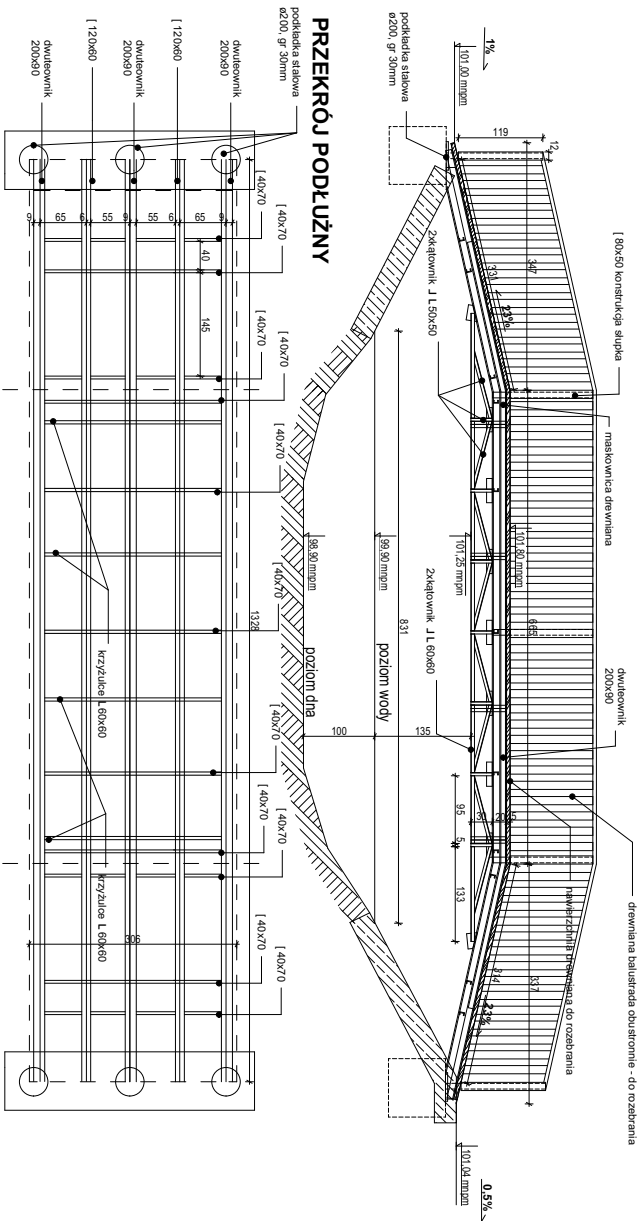 drewniana balustrada obustronnie - do rozebrania
nawierzchnia drewniana do rozebrania
dwuteownik
200x90
maskownica drewniana
[ 80x50 konstrukcja słupka
1%
101,00 mnpm
119
12
347
331
23%
665
101,80 mnpm
337
314
23%
0,5%
101,04 mnpm
podkładka stalowa
ø200, gr 30mm
2xkątownik ⅃ L 50x50
2xkątownik ⅃ L 60x60
101,25 mnpm
30
20
5
95
5
133
135
100
831
99,90 mnpm
poziom wody
98,90 mnpm
poziom dna
PRZEKRÓJ PODŁUŻNY
podkładka stalowa
ø200, gr 30mm
dwuteownik
200x90
[ 120x60
dwuteownik
200x90
[ 120x60
dwuteownik
200x90
[ 40x70
[ 40x70
[ 40x70
[ 40x70
[ 40x70
[ 40x70
[ 40x70
[ 40x70
[ 40x70
[ 40x70
[ 40x70
9
65
6
55
9
55
6
65
9
40
145
1328
306
krzyżulce L 60x60
krzyżulce L 60x60